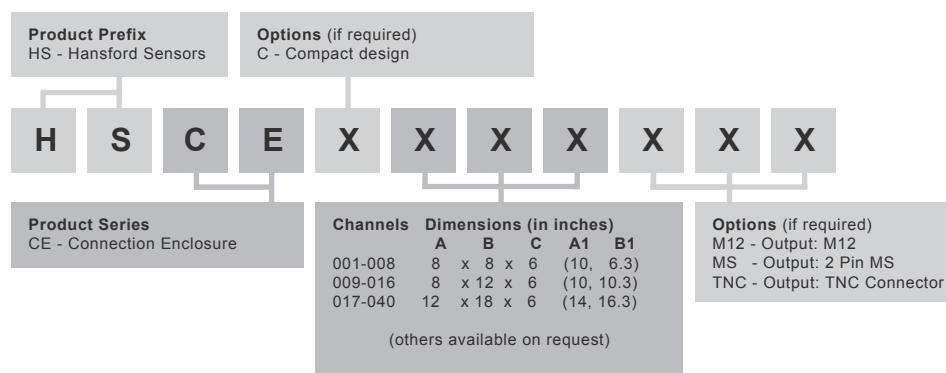 Product Prefix
HS - Hansford Sensors
Options (if required)
C - Compact design
H S C E X X X X X X X
Product Series
CE - Connection Enclosure
Channels Dimensions (in inches)
A B C A1 B1
001-008 8 x 8 x 6 (10, 6.3)
009-016 8 x 12 x 6 (10, 10.3)
017-040 12 x 18 x 6 (14, 16.3)
(others available on request)
Options (if required)
M12 - Output: M12
MS - Output: 2 Pin MS
TNC - Output: TNC Connector